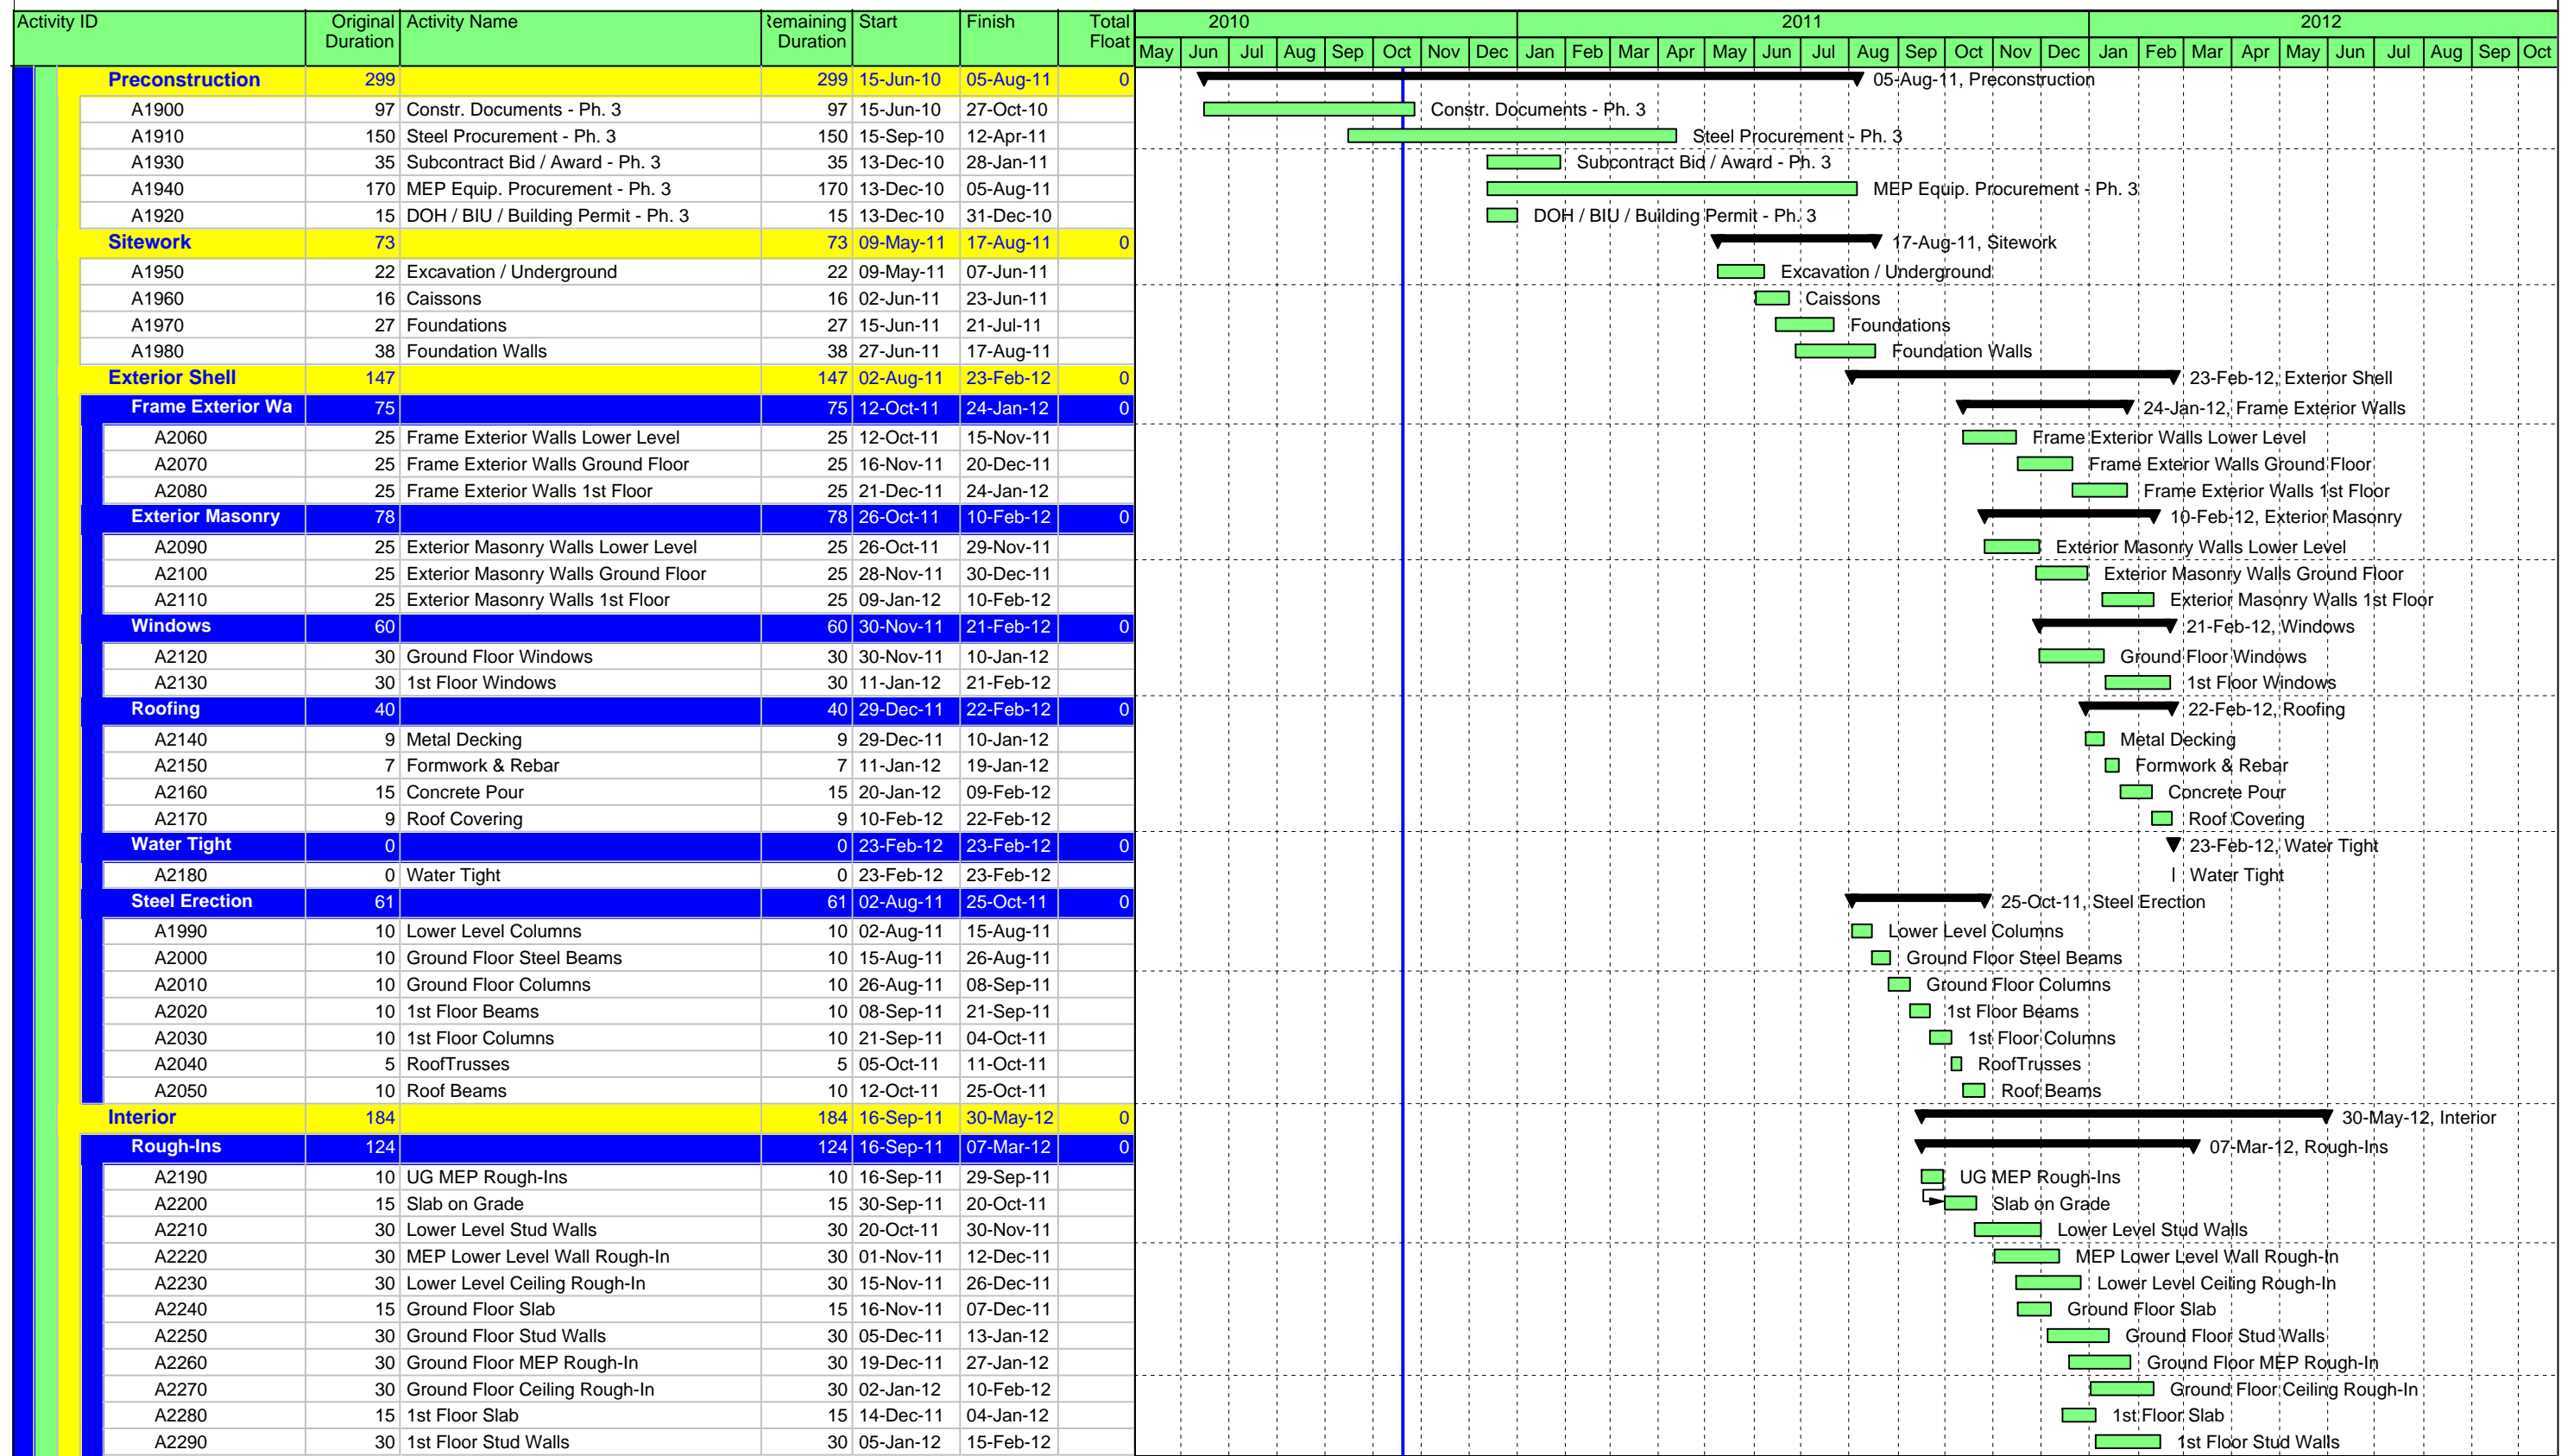 Activity ID Original Duration Activity Name Remaining Duration Start Finish Total Float 2010 2011 2012
May Jun Jul Aug Sep Oct Nov Dec Jan Feb Mar Apr May Jun Jul Aug Sep Oct Nov Dec Jan Feb Mar Apr May Jun Jul Aug Sep Oct
Preconstruction 299 299 15-Jun-10 05-Aug-11 0 05-Aug-11, Preconstruction
A1900 97 Constr. Documents - Ph. 3 97 15-Jun-10 27-Oct-10 Constr. Documents - Ph. 3
A1910 150 Steel Procurement - Ph. 3 150 15-Sep-10 12-Apr-11 Steel Procurement - Ph. 3
A1930 35 Subcontract Bid / Award - Ph. 3 35 13-Dec-10 28-Jan-11 Subcontract Bid / Award - Ph. 3
A1940 170 MEP Equip. Procurement - Ph. 3 170 13-Dec-10 05-Aug-11 MEP Equip. Procurement - Ph. 3
A1920 15 DOH / BIU / Building Permit - Ph. 3 15 13-Dec-10 31-Dec-10 DOH / BIU / Building Permit - Ph. 3
Sitework 73 73 09-May-11 17-Aug-11 0 17-Aug-11, Sitework
A1950 22 Excavation / Underground 22 09-May-11 07-Jun-11 Excavation / Underground
A1960 16 Caissons 16 02-Jun-11 23-Jun-11 Caissons
A1970 27 Foundations 27 15-Jun-11 21-Jul-11 Foundations
A1980 38 Foundation Walls 38 27-Jun-11 17-Aug-11 Foundation Walls
Exterior Shell 147 147 02-Aug-11 23-Feb-12 0 23-Feb-12, Exterior Shell
Frame Exterior Wa 75 75 12-Oct-11 24-Jan-12 0 24-Jan-12, Frame Exterior Walls
A2060 25 Frame Exterior Walls Lower Level 25 12-Oct-11 15-Nov-11 Frame Exterior Walls Lower Level
A2070 25 Frame Exterior Walls Ground Floor 25 16-Nov-11 20-Dec-11 Frame Exterior Walls Ground Floor
A2080 25 Frame Exterior Walls 1st Floor 25 21-Dec-11 24-Jan-12 Frame Exterior Walls 1st Floor
Exterior Masonry 78 78 26-Oct-11 10-Feb-12 0 10-Feb-12, Exterior Masonry
A2090 25 Exterior Masonry Walls Lower Level 25 26-Oct-11 29-Nov-11 Exterior Masonry Walls Lower Level
A2100 25 Exterior Masonry Walls Ground Floor 25 28-Nov-11 30-Dec-11 Exterior Masonry Walls Ground Floor
A2110 25 Exterior Masonry Walls 1st Floor 25 09-Jan-12 10-Feb-12 Exterior Masonry Walls 1st Floor
Windows 60 60 30-Nov-11 21-Feb-12 0 21-Feb-12, Windows
A2120 30 Ground Floor Windows 30 30-Nov-11 10-Jan-12 Ground Floor Windows
A2130 30 1st Floor Windows 30 11-Jan-12 21-Feb-12 1st Floor Windows
Roofing 40 40 29-Dec-11 22-Feb-12 0 22-Feb-12, Roofing
A2140 9 Metal Decking 9 29-Dec-11 10-Jan-12 Metal Decking
A2150 7 Formwork & Rebar 7 11-Jan-12 19-Jan-12 Formwork & Rebar
A2160 15 Concrete Pour 15 20-Jan-12 09-Feb-12 Concrete Pour
A2170 9 Roof Covering 9 10-Feb-12 22-Feb-12 Roof Covering
Water Tight 0 0 23-Feb-12 23-Feb-12 0 23-Feb-12, Water Tight
A2180 0 Water Tight 0 23-Feb-12 23-Feb-12 Water Tight
Steel Erection 61 61 02-Aug-11 25-Oct-11 0 25-Oct-11, Steel Erection
A1990 10 Lower Level Columns 10 02-Aug-11 15-Aug-11 Lower Level Columns
A2000 10 Ground Floor Steel Beams 10 15-Aug-11 26-Aug-11 Ground Floor Steel Beams
A2010 10 Ground Floor Columns 10 26-Aug-11 08-Sep-11 Ground Floor Columns
A2020 10 1st Floor Beams 10 08-Sep-11 21-Sep-11 1st Floor Beams
A2030 10 1st Floor Columns 10 21-Sep-11 04-Oct-11 1st Floor Columns
A2040 5 RoofTrusses 5 05-Oct-11 11-Oct-11 RoofTrusses
A2050 10 Roof Beams 10 12-Oct-11 25-Oct-11 Roof Beams
Interior 184 184 16-Sep-11 30-May-12 0 30-May-12, Interior
Rough-Ins 124 124 16-Sep-11 07-Mar-12 0 07-Mar-12, Rough-Ins
A2190 10 UG MEP Rough-Ins 10 16-Sep-11 29-Sep-11 UG MEP Rough-Ins
A2200 15 Slab on Grade 15 30-Sep-11 20-Oct-11 Slab on Grade
A2210 30 Lower Level Stud Walls 30 20-Oct-11 30-Nov-11 Lower Level Stud Walls
A2220 30 MEP Lower Level Wall Rough-In 30 01-Nov-11 12-Dec-11 MEP Lower Level Wall Rough-In
A2230 30 Lower Level Ceiling Rough-In 30 15-Nov-11 26-Dec-11 Lower Level Ceiling Rough-In
A2240 15 Ground Floor Slab 15 16-Nov-11 07-Dec-11 Ground Floor Slab
A2250 30 Ground Floor Stud Walls 30 05-Dec-11 13-Jan-12 Ground Floor Stud Walls
A2260 30 Ground Floor MEP Rough-In 30 19-Dec-11 27-Jan-12 Ground Floor MEP Rough-In
A2270 30 Ground Floor Ceiling Rough-In 30 02-Jan-12 10-Feb-12 Ground Floor Ceiling Rough-In
A2280 15 1st Floor Slab 15 14-Dec-11 04-Jan-12 1st Floor Slab
A2290 30 1st Floor Stud Walls 30 05-Jan-12 15-Feb-12 1st Floor Stud Walls